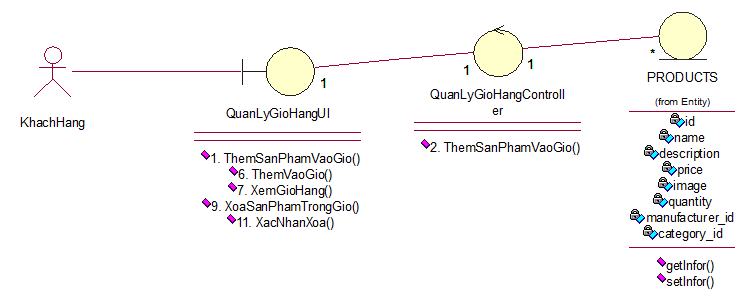 KhachHang
1
QuanLyGioHangUI
1. ThemSanPhamVaoGio()
6. ThemVaoGio()
7. XemGioHang()
9. XoaSanPhamTrongGio()
11. XacNhanXoa()
1
1
QuanLyGioHangControll
er
2. ThemSanPhamVaoGio()
*
PRODUCTS
(from Entity)
id
name
description
price
image
quantity
manufacturer_id
category_id
getInfor()
setInfor()